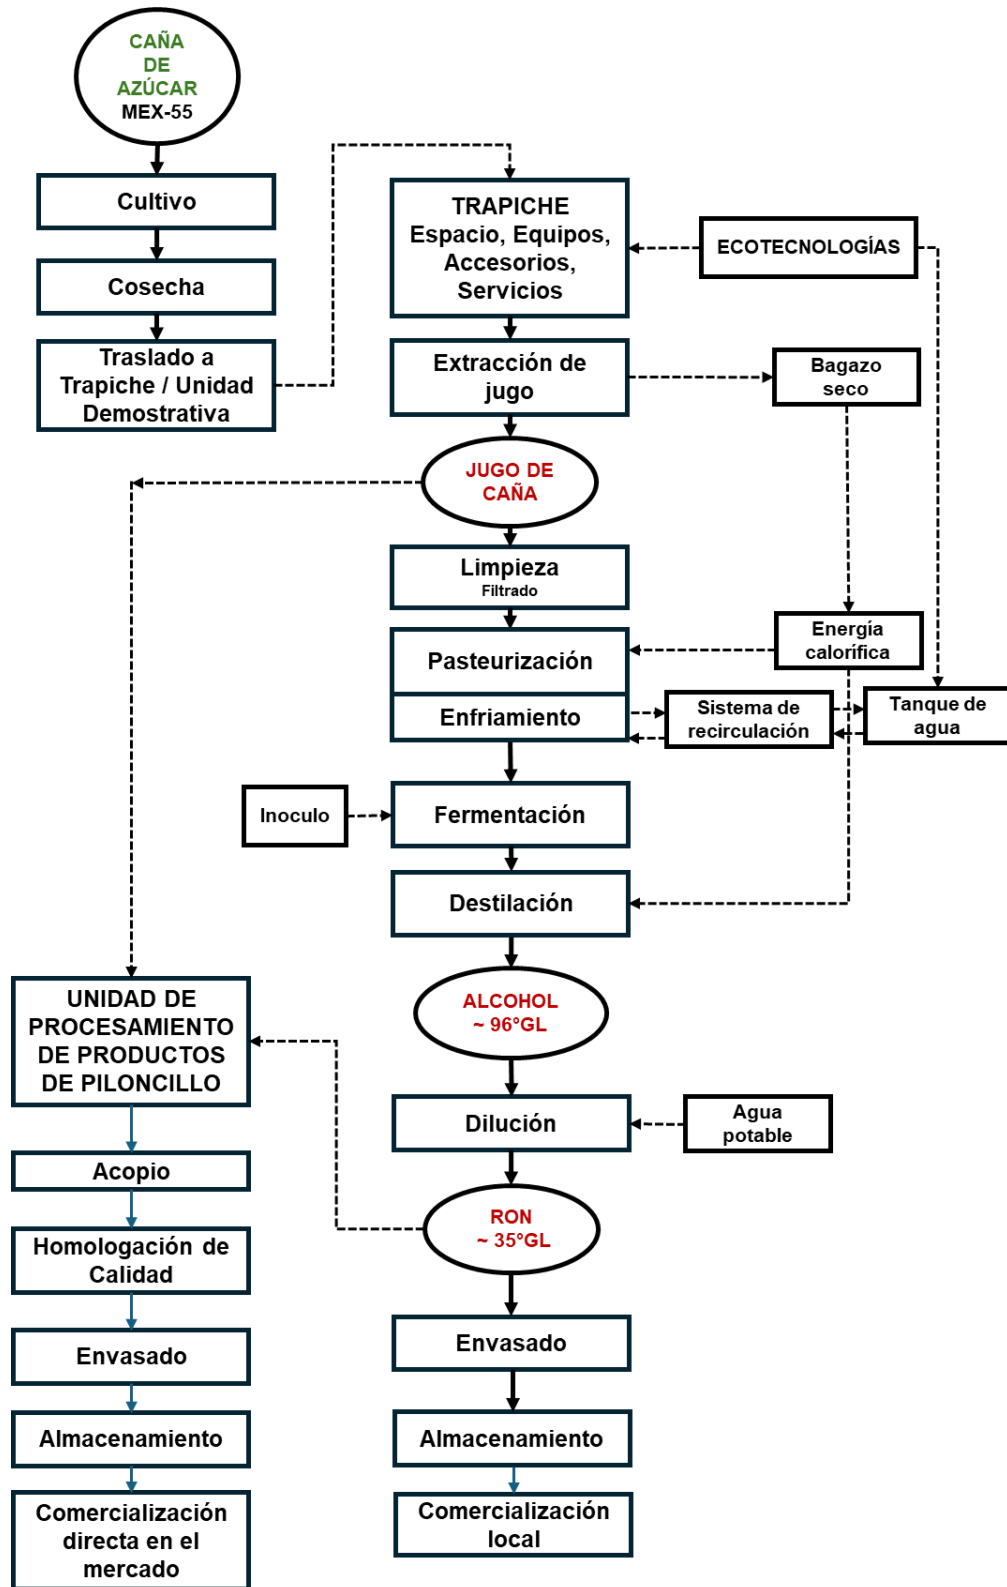 CAÑA
DE
AZÚCAR
MEX-55
Cultivo
Cosecha
Traslado a
Trapiche / Unidad
Demostrativa
TRAPICHE
Espacio, Equipos,
Accesorios,
Servicios
ECOTECNOLOGÍAS
Extracción de
jugo
Bagazo
seco
JUGO DE
CAÑA
Limpieza
Filtrado
Pasteurización
Energía
calorífica
Enfriamiento
Sistema de
recirculación
Tanque de
agua
Inoculo
Fermentación
Destilación
ALCOHOL
~ 96°GL
UNIDAD DE
PROCESAMIENTO
DE PRODUCTOS
DE PILONCILLO
Dilución
Agua
potable
Acopio
RON
~ 35°GL
Homologación de
Calidad
Envasado
Envasado
Almacenamiento
Almacenamiento
Comercialización
directa en el
mercado
Comercialización
local